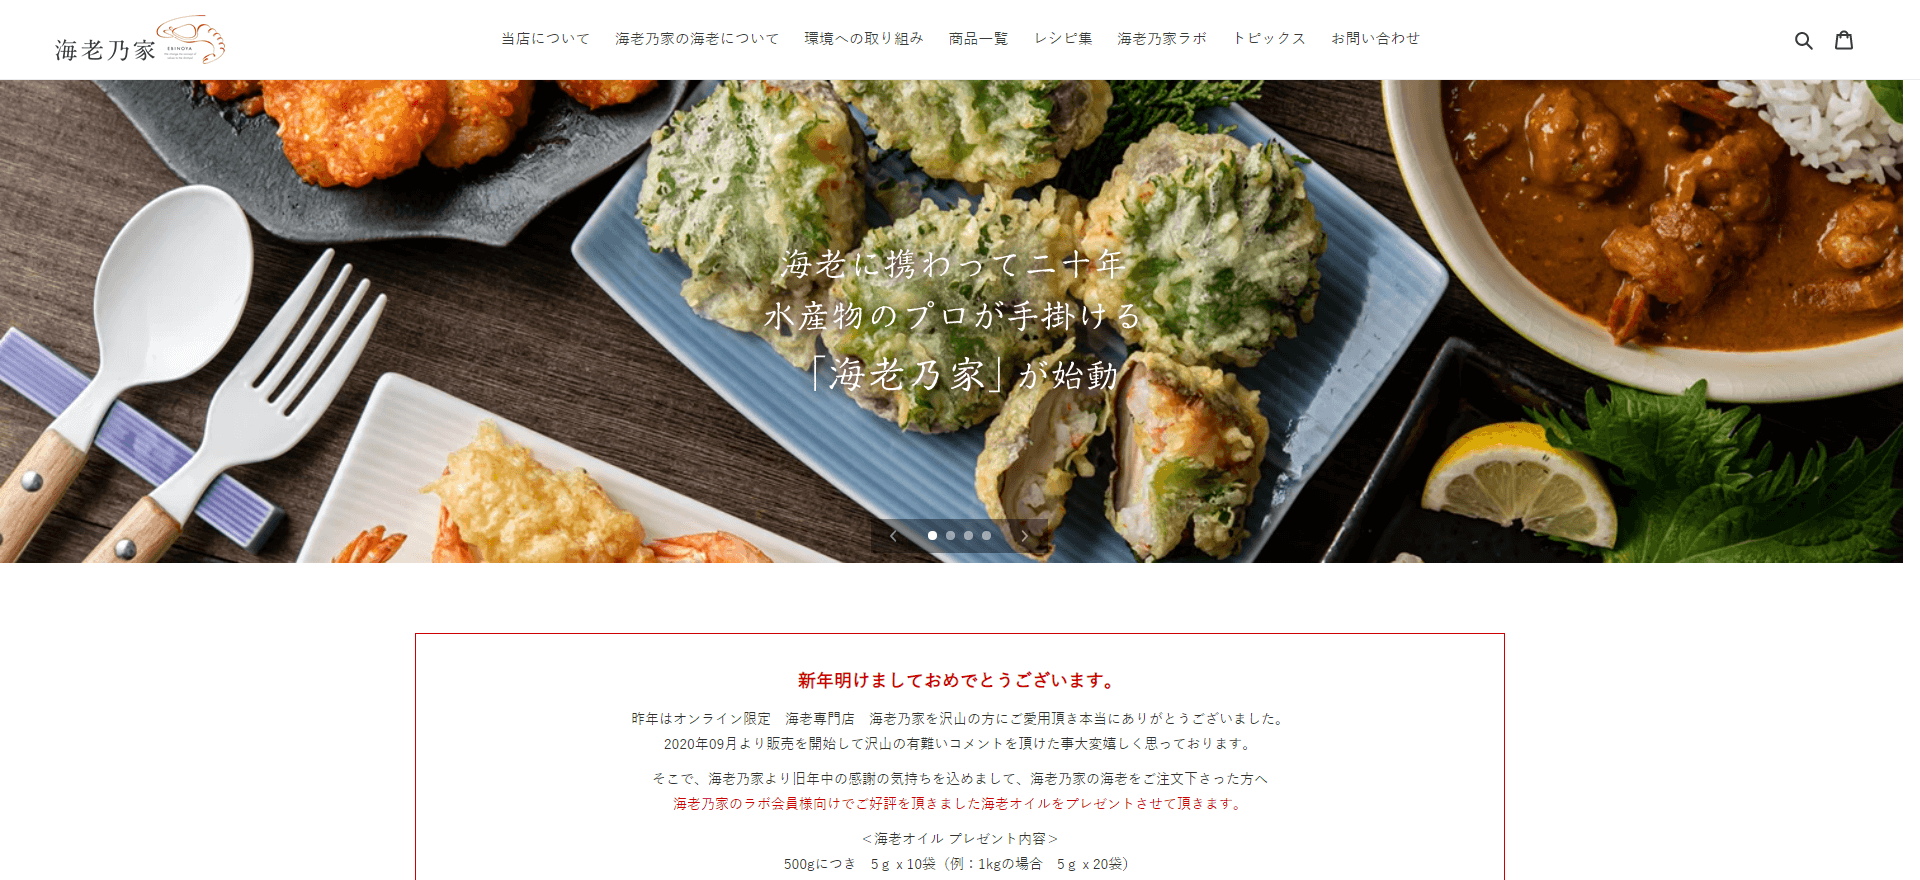 海老乃家
EBINOYA
当店について
海老乃家の海老について
環境への取り組み
商品一覧
レシピ集
海老乃家ラボ
トピックス
お問い合わせ
海老に携わって二十年
水産物のプロが手掛ける
「海老乃家」が始動
新年明けましておめでとうございます。
昨年はオンライン限定　海老専門店　海老乃家を沢山の方にご愛用頂き本当にありがとうございました。
2020年09月より販売を開始して沢山の有難いコメントを頂けた事大変嬉しく思っております。
そこで、海老乃家より旧年中の感謝の気持ちを込めまして、海老乃家の海老をご注文下さった方へ
海老乃家のラボ会員様向けでご好評を頂きました海老オイルをプレゼントさせて頂きます。
＜海老オイル プレゼント内容＞
500gにつき　5ｇｘ10袋（例：1kgの場合　5ｇｘ20袋）